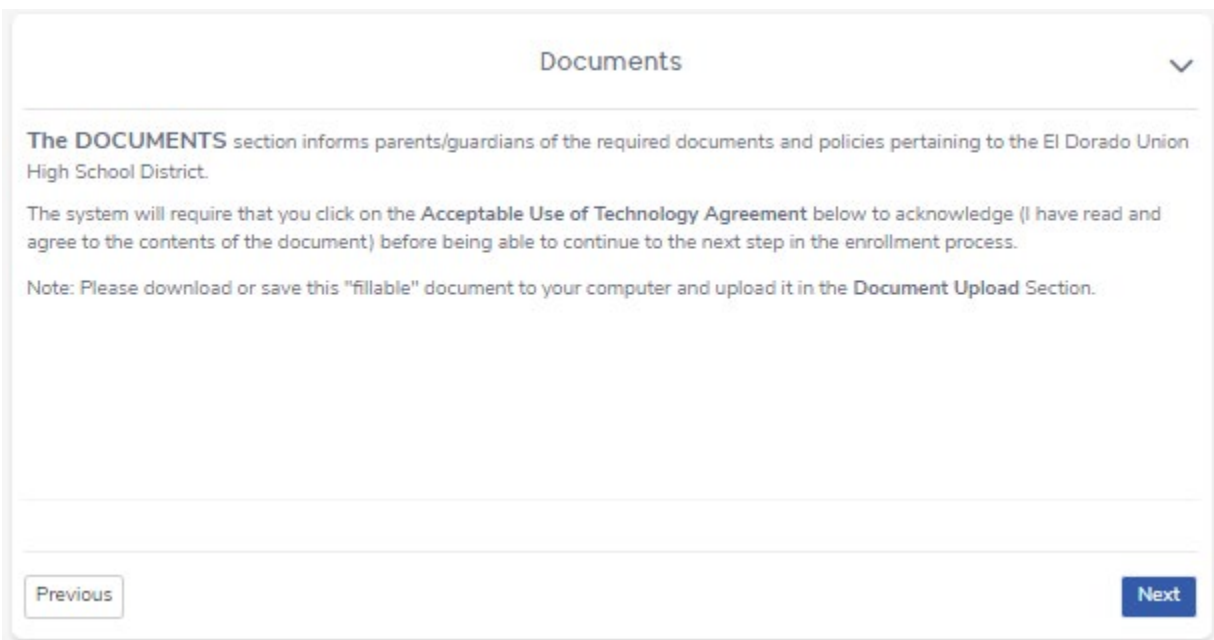 Documents
The DOCUMENTS section informs parents/guardians of the required documents and policies pertaining to the El Dorado Union
High School District.
The system will require that you click on the Acceptable Use of Technology Agreement below to acknowledge (I have read and
agree to the contents of the document) before being able to continue to the next step in the enrollment process.
Note: Please download or save this "fillable" document to your computer and upload it in the Document Upload Section.
Previous
Next